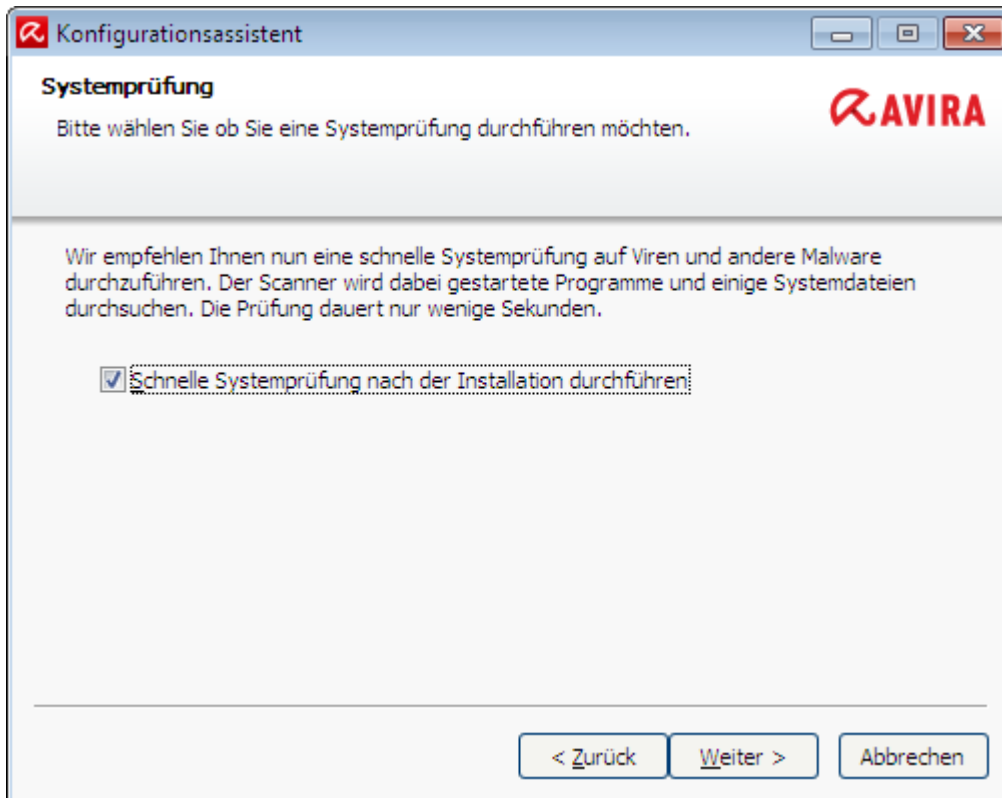 Konfigurationsassistent
Systemprüfung
Bitte wählen Sie ob Sie eine Systemprüfung durchführen möchten.
AVIRA
Wir empfehlen Ihnen nun eine schnelle Systemprüfung auf Viren und andere Malware
durchzuführen. Der Scanner wird dabei gestartete Programme und einige Systemdateien
durchsuchen. Die Prüfung dauert nur wenige Sekunden.
Schnelle Systemprüfung nach der Installation durchführen
< Zurück
Weiter >
Abbrechen